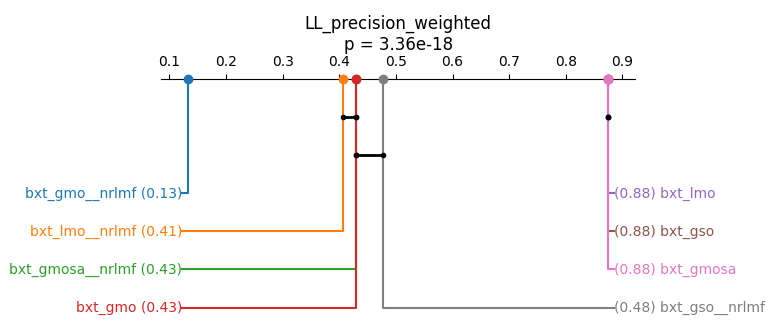 LL_precision_weighted
p = 3.36e-18
0.1 0.2 0.3 0.4 0.5 0.6 0.7 0.8 0.9
bxt_gmo__nrlmf (0.13)
(0.88) bxt_lmo
bxt_lmo__nrlmf (0.41)
(0.88) bxt_gso
bxt_gmosa__nrlmf (0.43)
(0.88) bxt_gmosa
bxt_gmo (0.43)
(0.48) bxt_gso__nrlmf